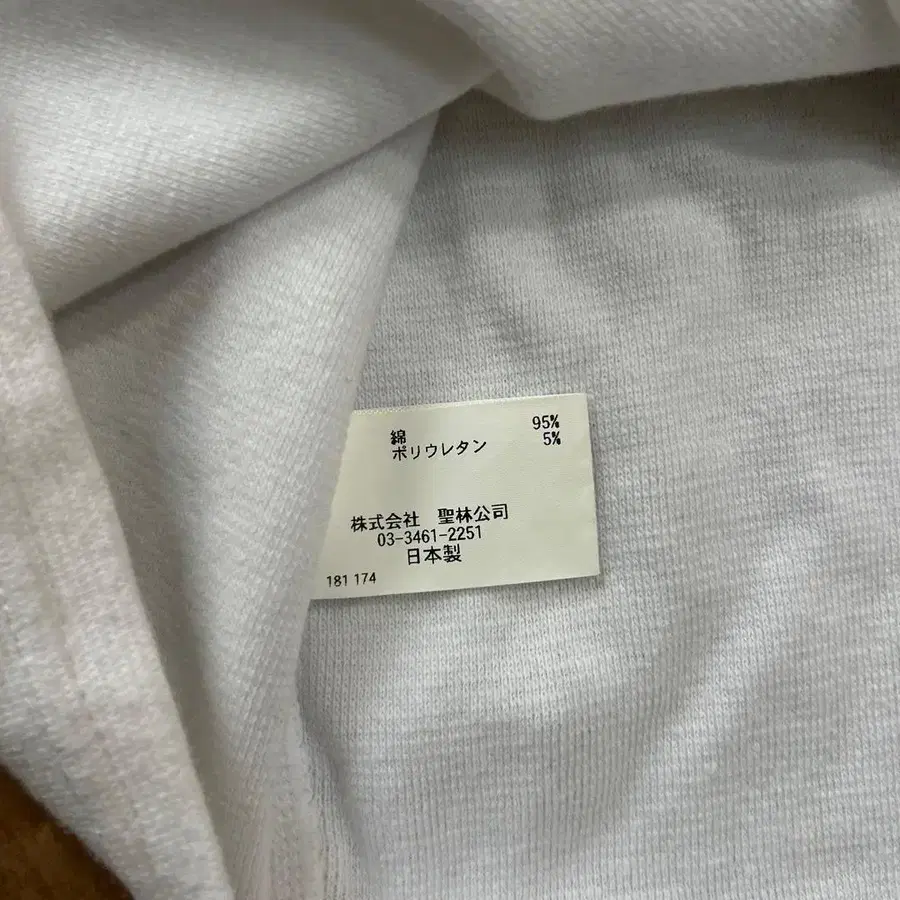 綿 95%
ポリウレタン 5%
株式会社 聖林公司
03-3461-2251
日本製
181 174